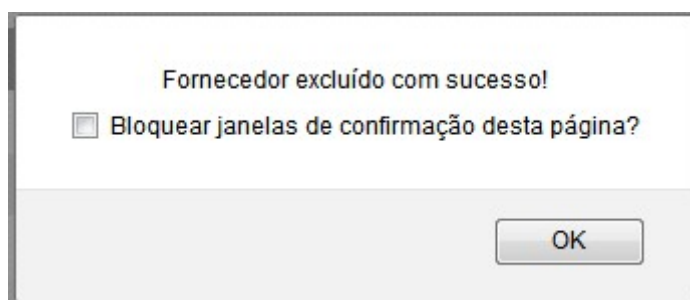 Fornecedor excluído com sucesso!
Bloquear janelas de confirmação desta página?
OK